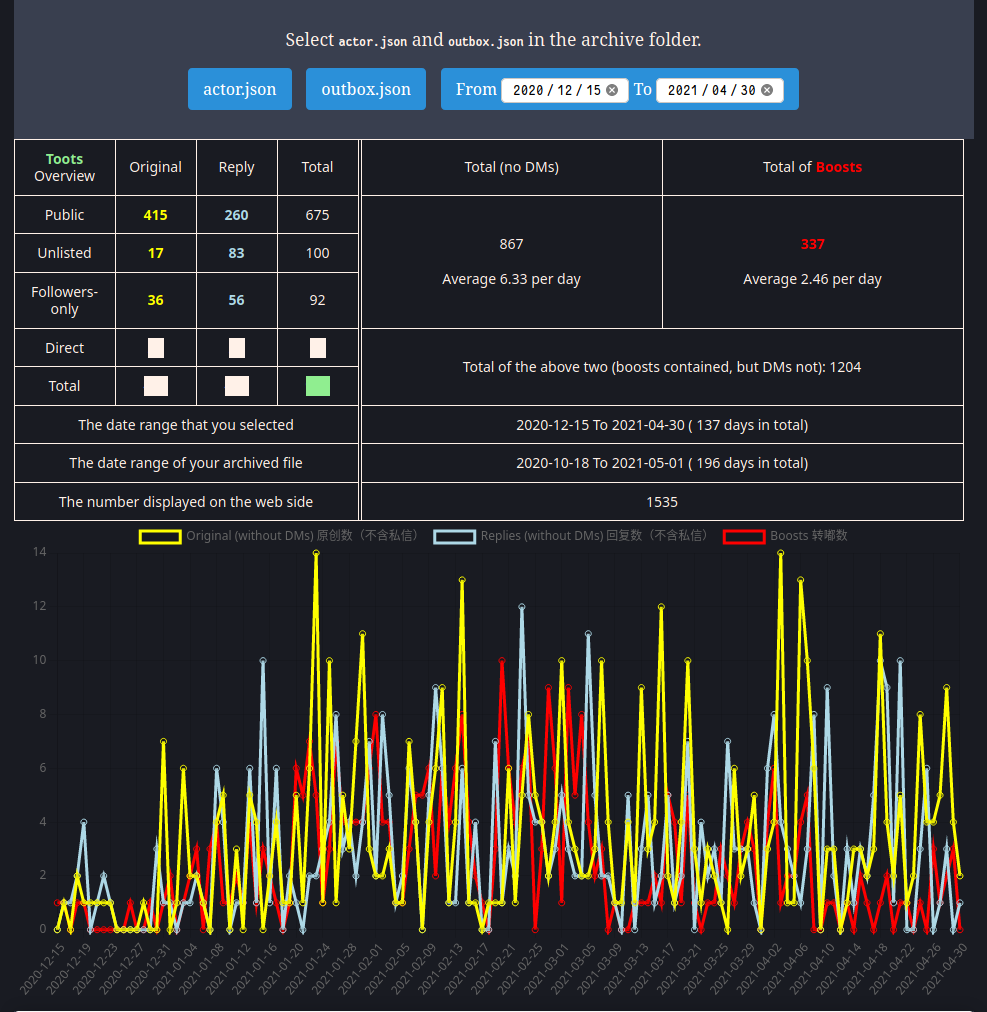 Select actor.json and outbox.json in the archive folder.
actor.json outbox.json From 2020/12/15 To 2021/04/30
Toots Overview Original Reply Total Total (no DMs) Total of Boosts
Public 415 260 675
Unlisted 17 83 100
867 337
Average 6.33 per day Average 2.46 per day
Followers-only 36 56 92
Direct
Total
Total of the above two (boosts contained, but DMs not): 1204
The date range that you selected 2020-12-15 To 2021-04-30 ( 137 days in total)
The date range of your archived file 2020-10-18 To 2021-05-01 ( 196 days in total)
The number displayed on the web side 1535
Original (without DMs) 原创数（不含私信） Replies (without DMs) 回复数（不含私信） Boosts 转嘟数
14
12
10
8
6
4
2
0
2020-12-15 2020-12-19 2020-12-23 2020-12-27 2020-12-31 2021-01-04 2021-01-08 2021-01-12 2021-01-16 2021-01-20 2021-01-24 2021-01-28 2021-02-01 2021-02-05 2021-02-09 2021-02-13 2021-02-17 2021-02-21 2021-02-25 2021-03-01 2021-03-05 2021-03-09 2021-03-13 2021-03-17 2021-03-21 2021-03-25 2021-03-29 2021-04-02 2021-04-06 2021-04-10 2021-04-14 2021-04-18 2021-04-22 2021-04-26 2021-04-30